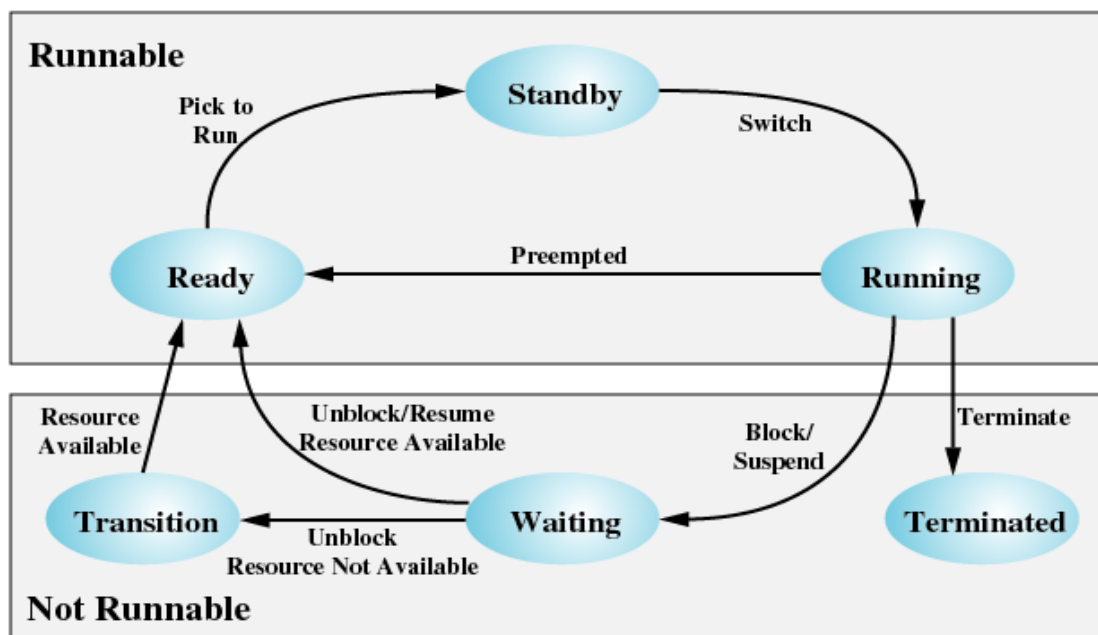 Runnable
Standby
Pick to
Run
Switch
Preempted
Ready
Running
Resource
Available
Unblock/Resume
Resource Available
Block/
Suspend
Terminate
Transition
Waiting
Terminated
Unblock
Resource Not Available
Not Runnable